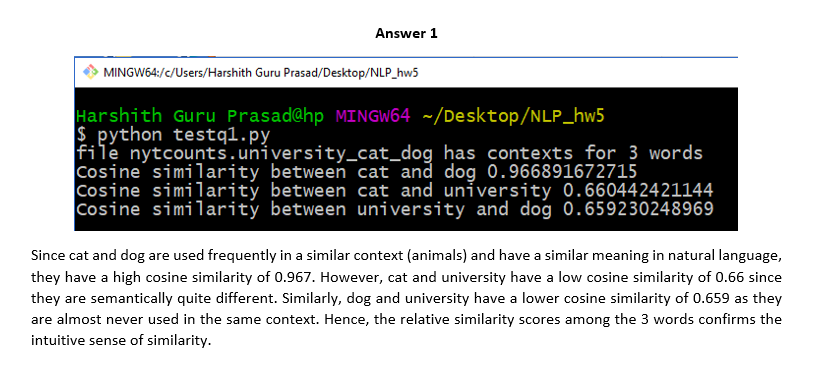 Answer 1
MINGW64:/c/Users/Harshith Guru Prasad/Desktop/NLP_hw5
Harshith Guru Prasad@hp MINGW64 ~/Desktop/NLP_hw5
$ python testq1.py
file nytcounts.university_cat_dog has contexts for 3 words
Cosine similarity between cat and dog 0.966891672715
Cosine similarity between cat and university 0.660442421144
Cosine similarity between university and dog 0.659230248969
Since cat and dog are used frequently in a similar context (animals) and have a similar meaning in natural language,
they have a high cosine similarity of 0.967. However, cat and university have a low cosine similarity of 0.66 since
they are semantically quite different. Similarly, dog and university have a lower cosine similarity of 0.659 as they
are almost never used in the same context. Hence, the relative similarity scores among the 3 words confirms the
intuitive sense of similarity.